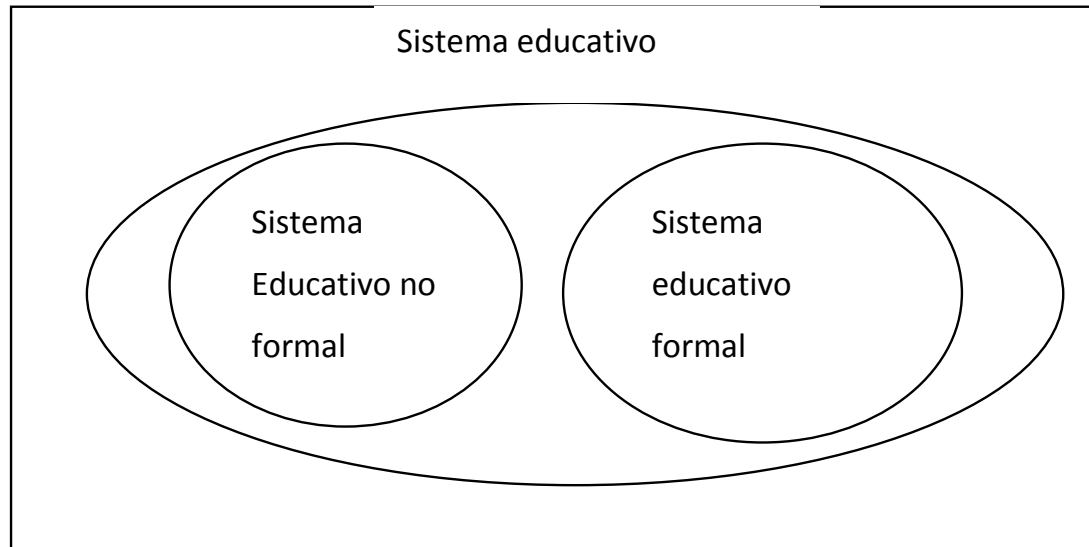 Sistema educativo
Sistema
Educativo no
formal
Sistema
educativo
formal